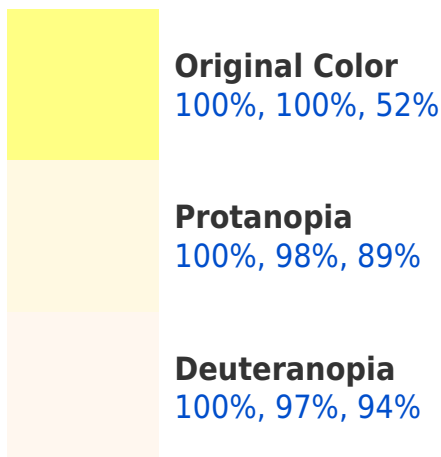 Original Color
100%, 100%, 52%
Protanopia
100%, 98%, 89%
Deuteranopia
100%, 97%, 94%